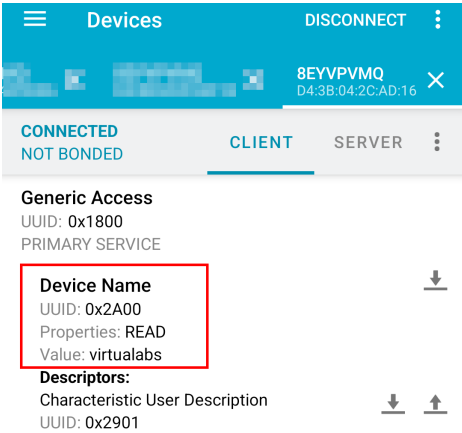 Devices
DISCONNECT
8EYVPVMQ
D4:3B:04:2C:AD:16
CONNECTED
NOT BONDED
CLIENT
SERVER
Generic Access
UUID: 0x1800
PRIMARY SERVICE
Device Name
UUID: 0x2A00
Properties: READ
Value: virtualabs
Descriptors:
Characteristic User Description
UUID: 0x2901